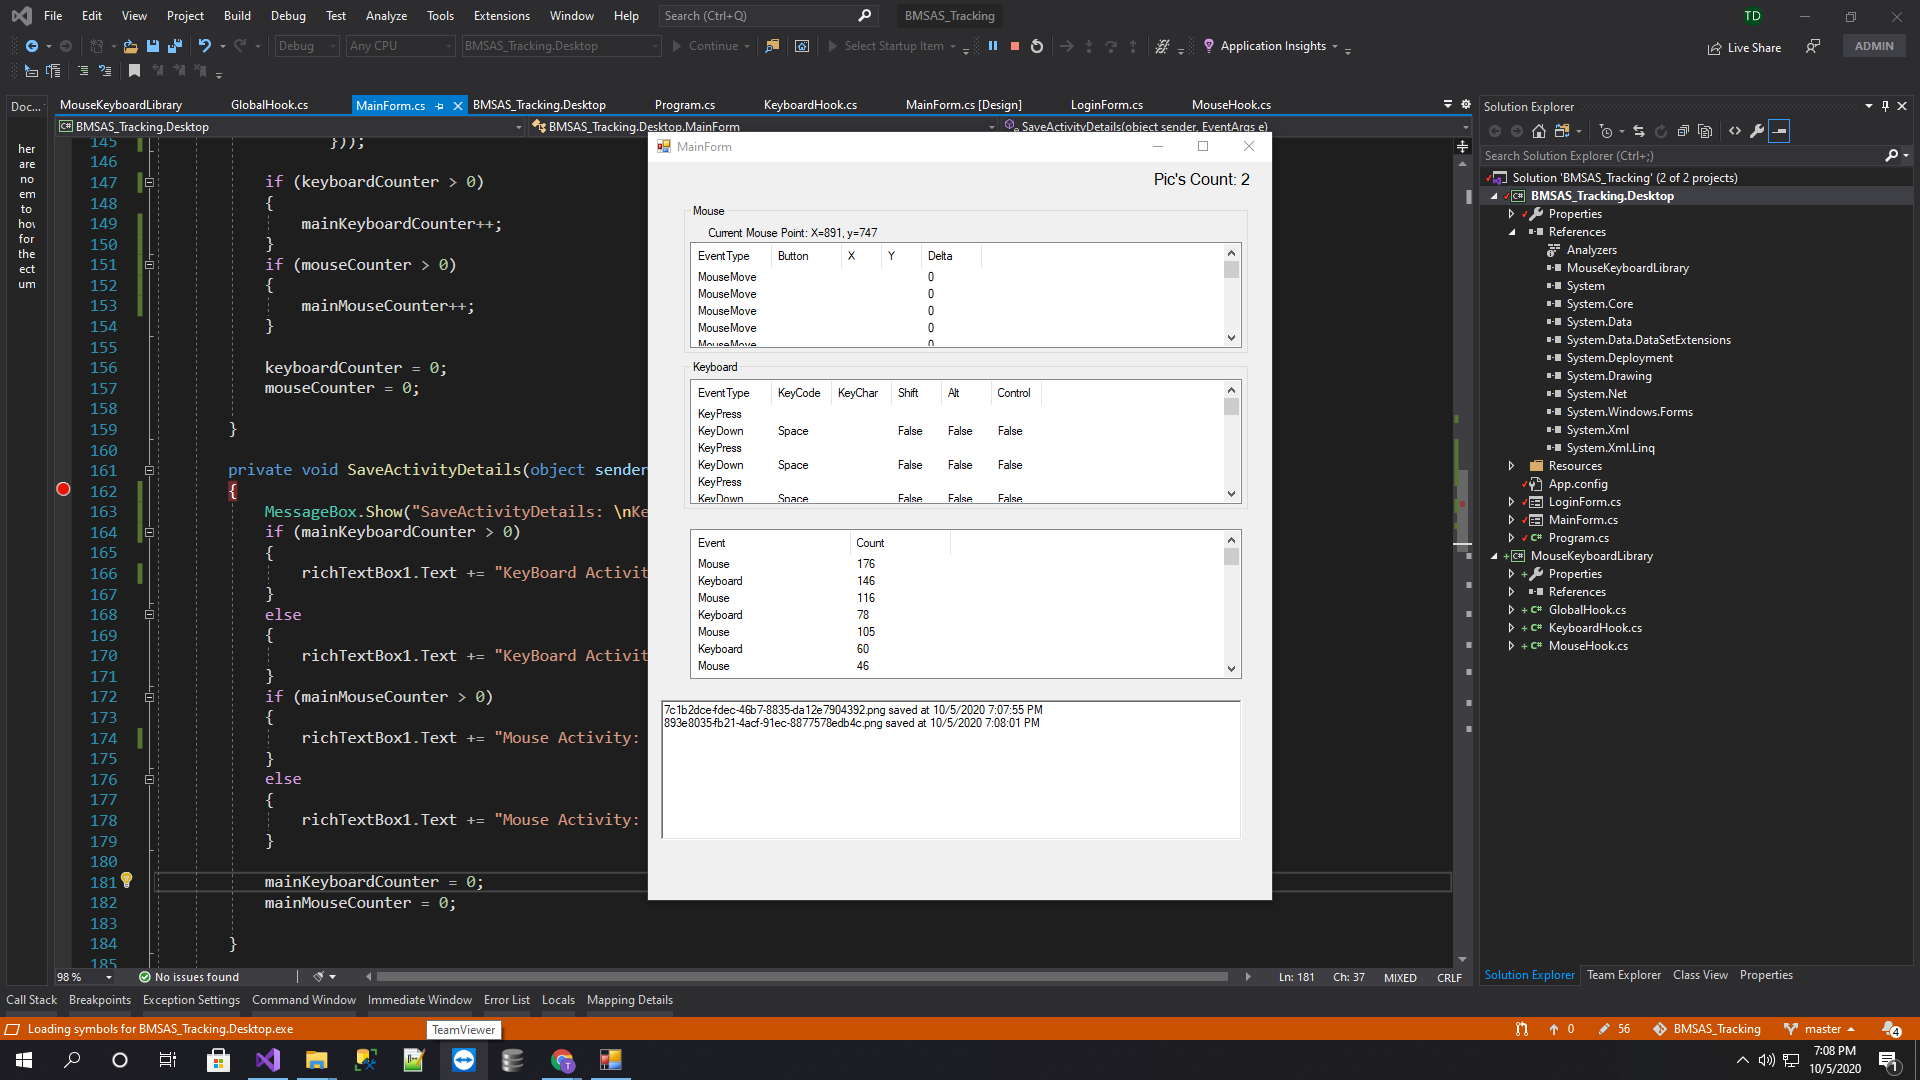 File Edit View Project Build Debug Test Analyze Tools Extensions Window Help Search (Ctrl+Q) BMSAS_Tracking TD
Debug Any CPU BMSAS_Tracking.Desktop Continue Select Startup Item Application Insights Live Share ADMIN
Doc...
her
are
no
em
to
hov
for
the
ect
um
MouseKeyboardLibrary GlobalHook.cs MainForm.cs BMSAS_Tracking.Desktop Program.cs KeyboardHook.cs MainForm.cs [Design] LoginForm.cs MouseHook.cs
BMSAS_Tracking.Desktop BMSAS_Tracking.Desktop.MainForm SaveActivityDetails(object sender, EventArgs e)
145 }));
146
147 if (keyboardCounter > 0)
148 {
149 mainKeyboardCounter++;
150 }
151 if (mouseCounter > 0)
152 {
153 mainMouseCounter++;
154 }
155
156 keyboardCounter = 0;
157 mouseCounter = 0;
158
159 }
160
161 private void SaveActivityDetails(object sender
162 {
163 MessageBox.Show("SaveActivityDetails: \nKe
164 if (mainKeyboardCounter > 0)
165 {
166 richTextBox1.Text += "KeyBoard Activit
167 }
168 else
169 {
170 richTextBox1.Text += "KeyBoard Activit
171 }
172 if (mainMouseCounter > 0)
173 {
174 richTextBox1.Text += "Mouse Activity:
175 }
176 else
177 {
178 richTextBox1.Text += "Mouse Activity:
179 }
180
181 mainKeyboardCounter = 0;
182 mainMouseCounter = 0;
183
184 }
185
MainForm
Pic's Count: 2
Mouse
Current Mouse Point: X=891, y=747
EventType Button X Y Delta
MouseMove 0
MouseMove 0
MouseMove 0
MouseMove 0
MouseMove 0
Keyboard
EventType KeyCode KeyChar Shift Alt Control
KeyPress
KeyDown Space False False False
KeyPress
KeyDown Space False False False
KeyPress
KeyDown Space False False False
Event Count
Mouse 176
Keyboard 146
Mouse 116
Keyboard 78
Mouse 105
Keyboard 60
Mouse 46
7c1b2dce-fdec-46b7-8835-da12e7904392.png saved at 10/5/2020 7:07:55 PM
893e8035-fb21-4acf-91ec-8877578edb4c.png saved at 10/5/2020 7:08:01 PM
Solution Explorer
Search Solution Explorer (Ctrl+;)
Solution 'BMSAS_Tracking' (2 of 2 projects)
BMSAS_Tracking.Desktop
Properties
References
Analyzers
MouseKeyboardLibrary
System
System.Core
System.Data
System.Data.DataSetExtensions
System.Deployment
System.Drawing
System.Net
System.Windows.Forms
System.Xml
System.Xml.Linq
Resources
App.config
LoginForm.cs
MainForm.cs
Program.cs
MouseKeyboardLibrary
Properties
References
GlobalHook.cs
KeyboardHook.cs
MouseHook.cs
98 % No issues found Ln: 181 Ch: 37 MIXED CRLF
Solution Explorer Team Explorer Class View Properties
Call Stack Breakpoints Exception Settings Command Window Immediate Window Error List Locals Mapping Details
Loading symbols for BMSAS_Tracking.Desktop.exe TeamViewer 0 56 BMSAS_Tracking master 4
7:08 PM
10/5/2020
1